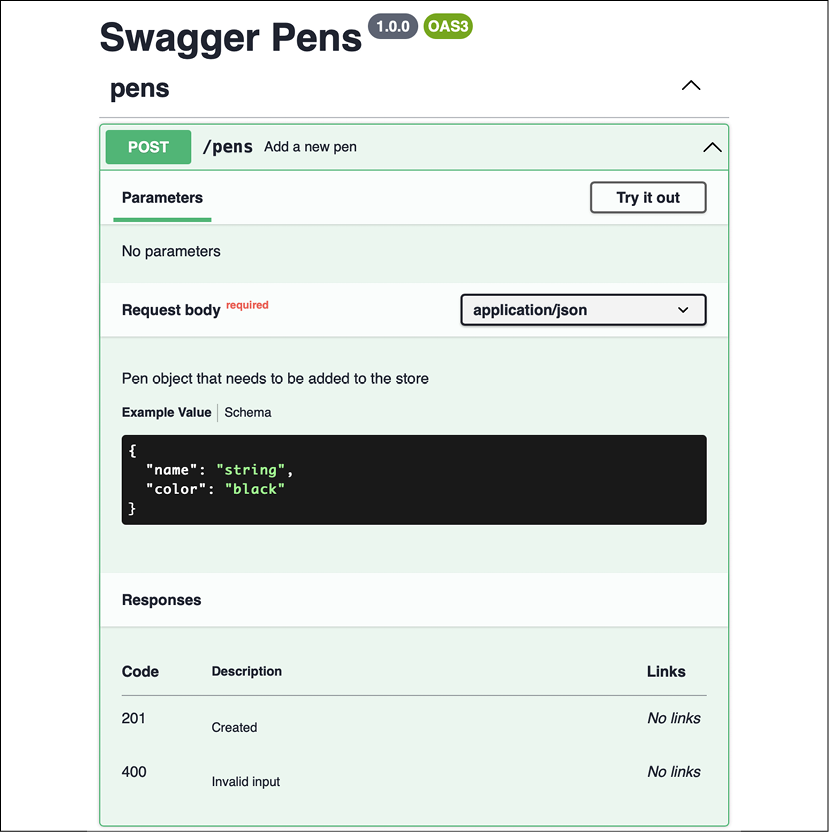 Swagger Pens 1.0.0 OAS3
pens
POST /pens Add a new pen
Parameters Try it out
No parameters
Request body required application/json
Pen object that needs to be added to the store
Example Value Schema
{
  "name": "string",
  "color": "black"
}
Responses
Code Description Links
201 Created No links
400 Invalid input No links